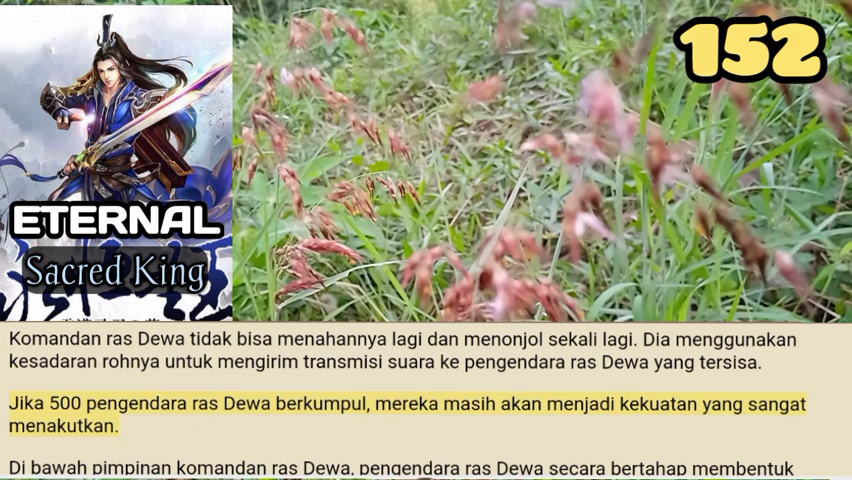 152
ETERNAL
Sacred King
Komandan ras Dewa tidak bisa menahannya lagi dan menonjol sekali lagi. Dia menggunakan
kesadaran rohnya untuk mengirim transmisi suara ke pengendara ras Dewa yang tersisa.
Jika 500 pengendara ras Dewa berkumpul, mereka masih akan menjadi kekuatan yang sangat
menakutkan.
Di bawah pimpinan komandan ras Dewa, pengendara ras Dewa secara bertahap membentuk